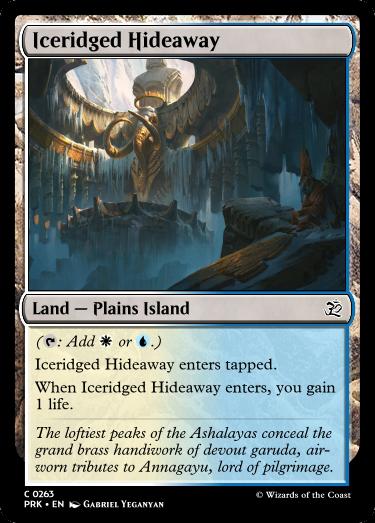 Iceridged Hideaway
Land — Plains Island
(: Add or .)
Iceridged Hideaway enters tapped.
When Iceridged Hideaway enters, you gain
1 life.
The loftiest peaks of the Ashalayas conceal the
grand brass handiwork of devout garuda, air-
worn tributes to Annagayu, lord of pilgrimage.
C 0263
PRK • EN Gabriel Yeganyan
© Wizards of the Coast